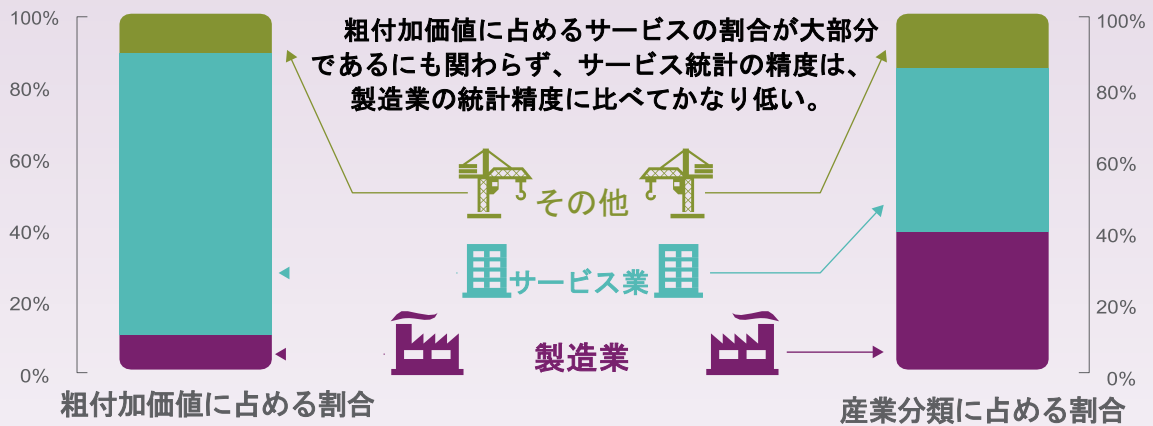 粗付加価値に占めるサービスの割合が大部分
であるにも関わらず、サービス統計の精度は、
製造業の統計精度に比べてかなり低い。
100%
80%
60%
40%
20%
0%
その他
サービス業
製造業
100%
80%
60%
40%
20%
0%
粗付加価値に占める割合
産業分類に占める割合